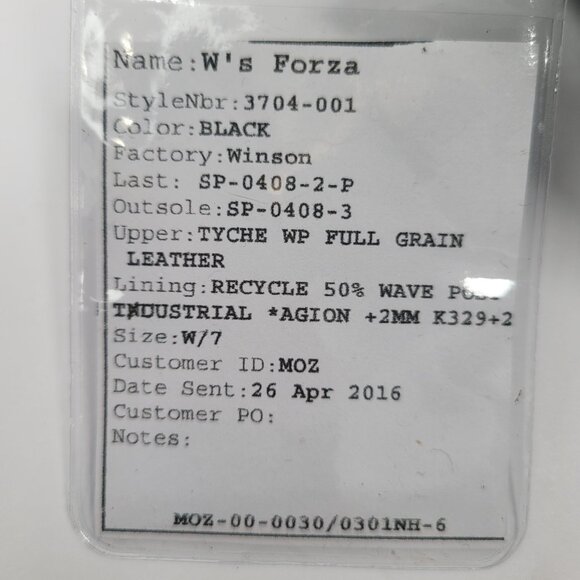 Name:W's Forza
StyleNbr:3704-001
Color:BLACK
Factory:Winson
Last: SP-0408-2-P
Outsole:SP-0408-3
Upper:TYCHE WP FULL GRAIN
LEATHER
Lining:RECYCLE 50% WAVE POST
INDUSTRIAL *AGION +2MM K329+2
Size:W/7
Customer ID:MOZ
Date Sent:26 Apr 2016
Customer PO:
Notes:
MOZ-00-0030/0301NH-6